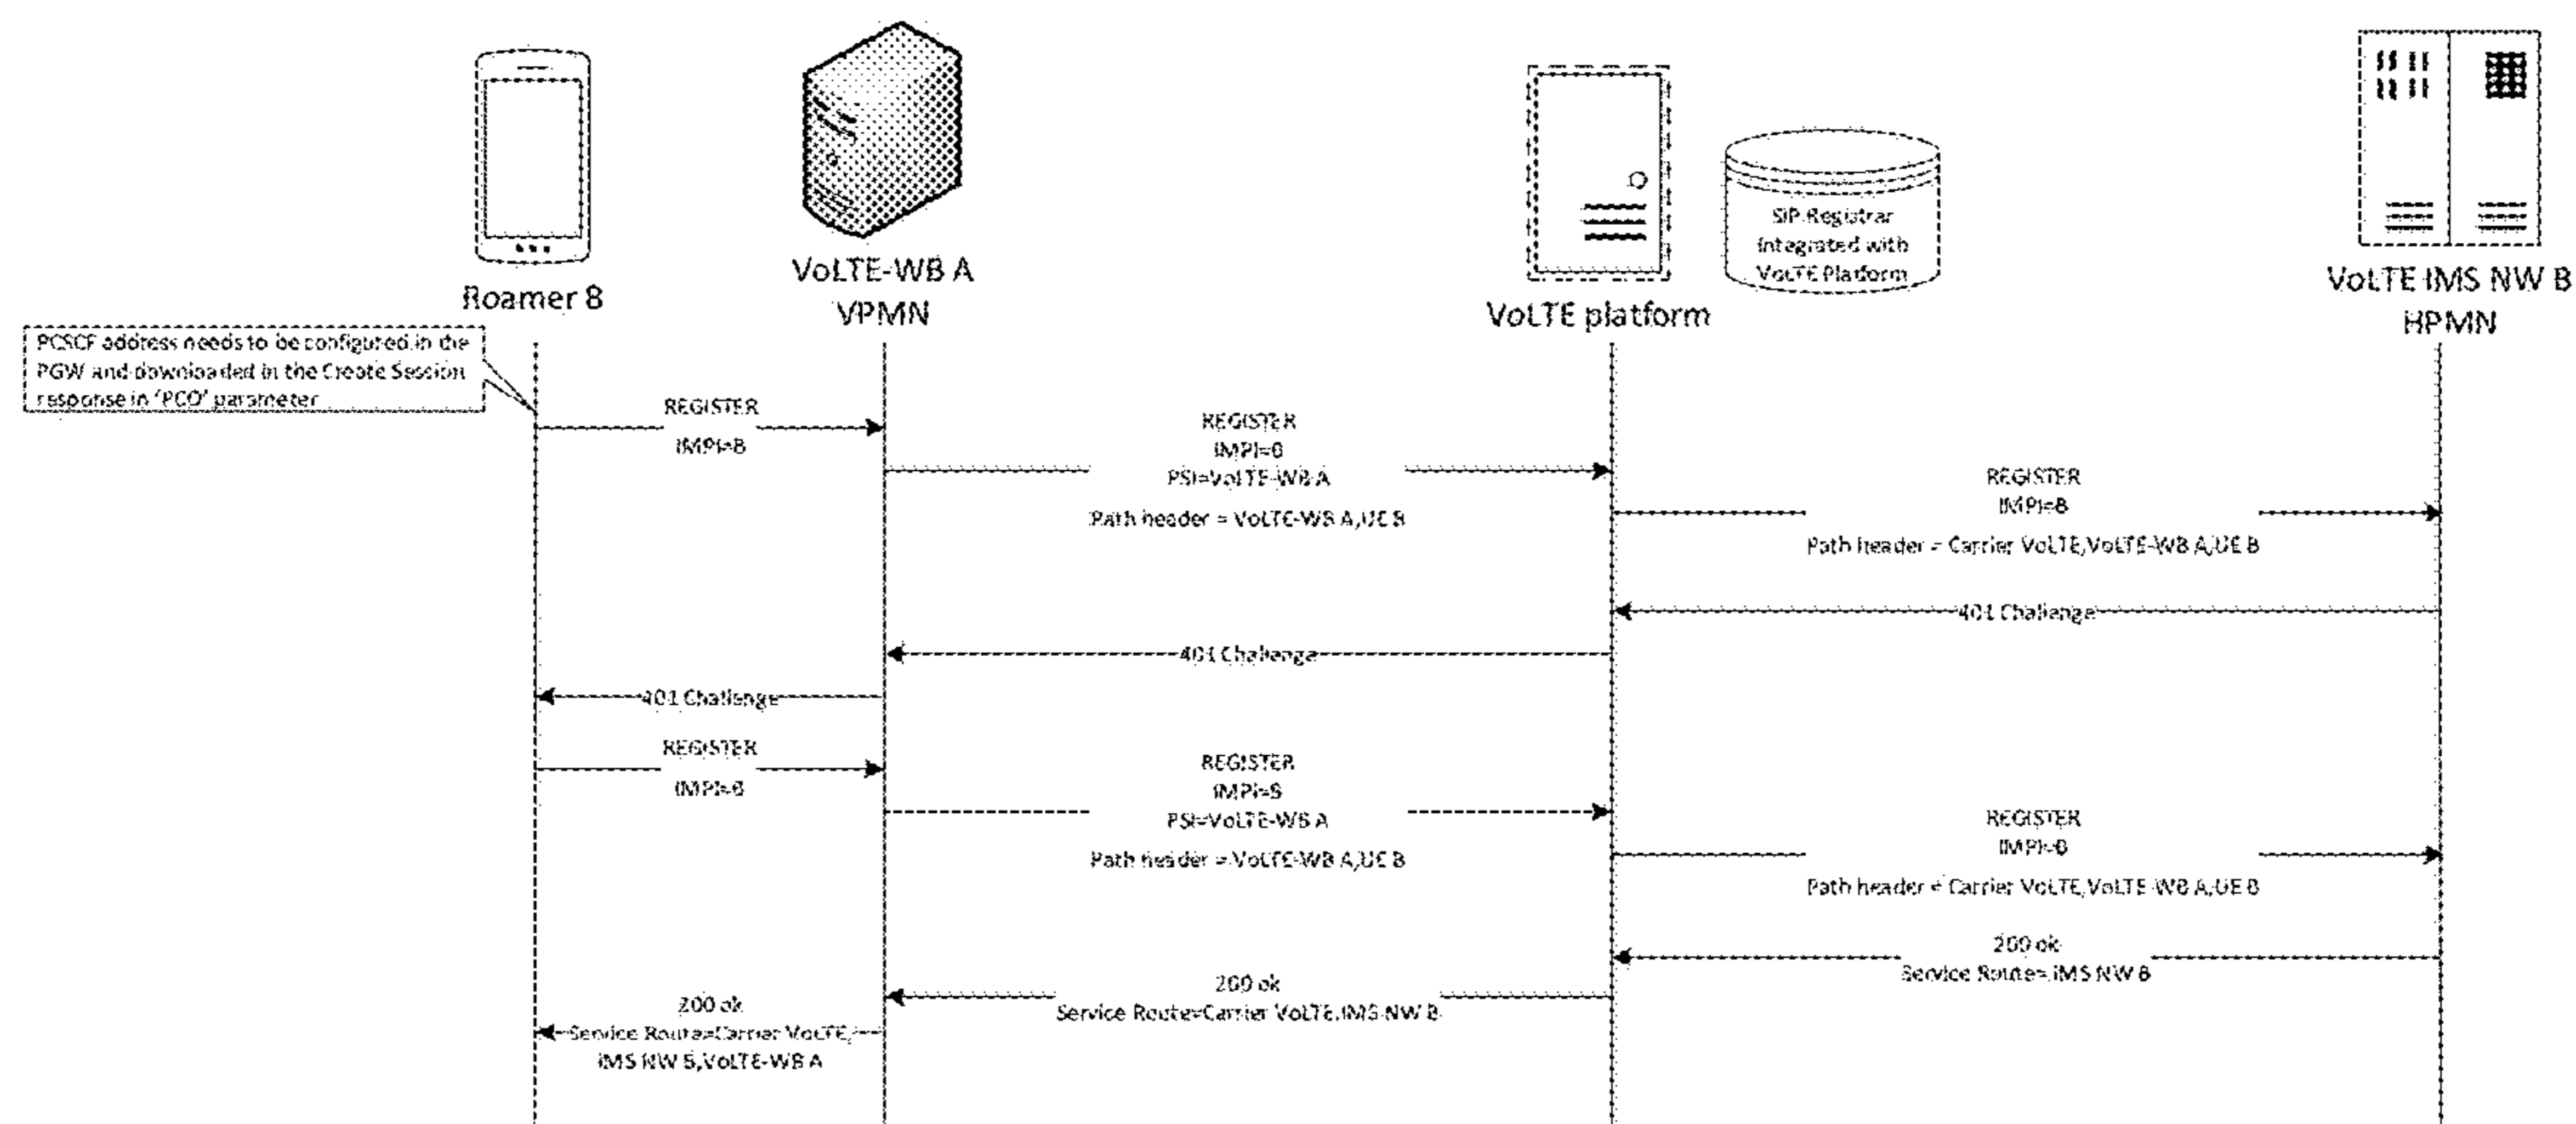 SIP Registrar
integrated with
VoLTE Platform
Roamer B
VoLTE-WB A
VPMN
VoLTE platform
VoLTE IMS NW B
HPMN
PCSCF address needs to be configured in the
PGW and downloaded in the Create Session
response in 'PCO' parameter
REGISTER
IMPI=B
REGISTER
IMPI=B
PSI=VoLTE-WB A
Path header = VoLTE-WB A,UE B
REGISTER
IMPI=B
Path header = Carrier VoLTE,VoLTE-WB A,UE B
401 Challenge
401 Challenge
401 Challenge
REGISTER
IMPI=B
REGISTER
IMPI=B
PSI=VoLTE-WB A
Path header = VoLTE-WB A,UE B
REGISTER
IMPI=B
Path header = Carrier VoLTE,VoLTE-WB A,UE B
200 ok
Service Route= IMS NW B
200 ok
Service Route=Carrier VoLTE,IMS NW B
200 ok
Service Route=Carrier VoLTE,
IMS NW B,VoLTE-WB A